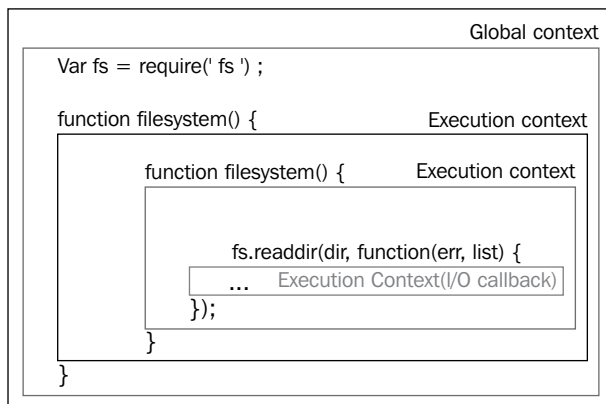 Global context
Var fs = require(' fs ') ;
function filesystem() { Execution context
function filesystem() { Execution context
fs.readdir(dir, function(err, list) {
... Execution Context(I/O callback)
});
}
}